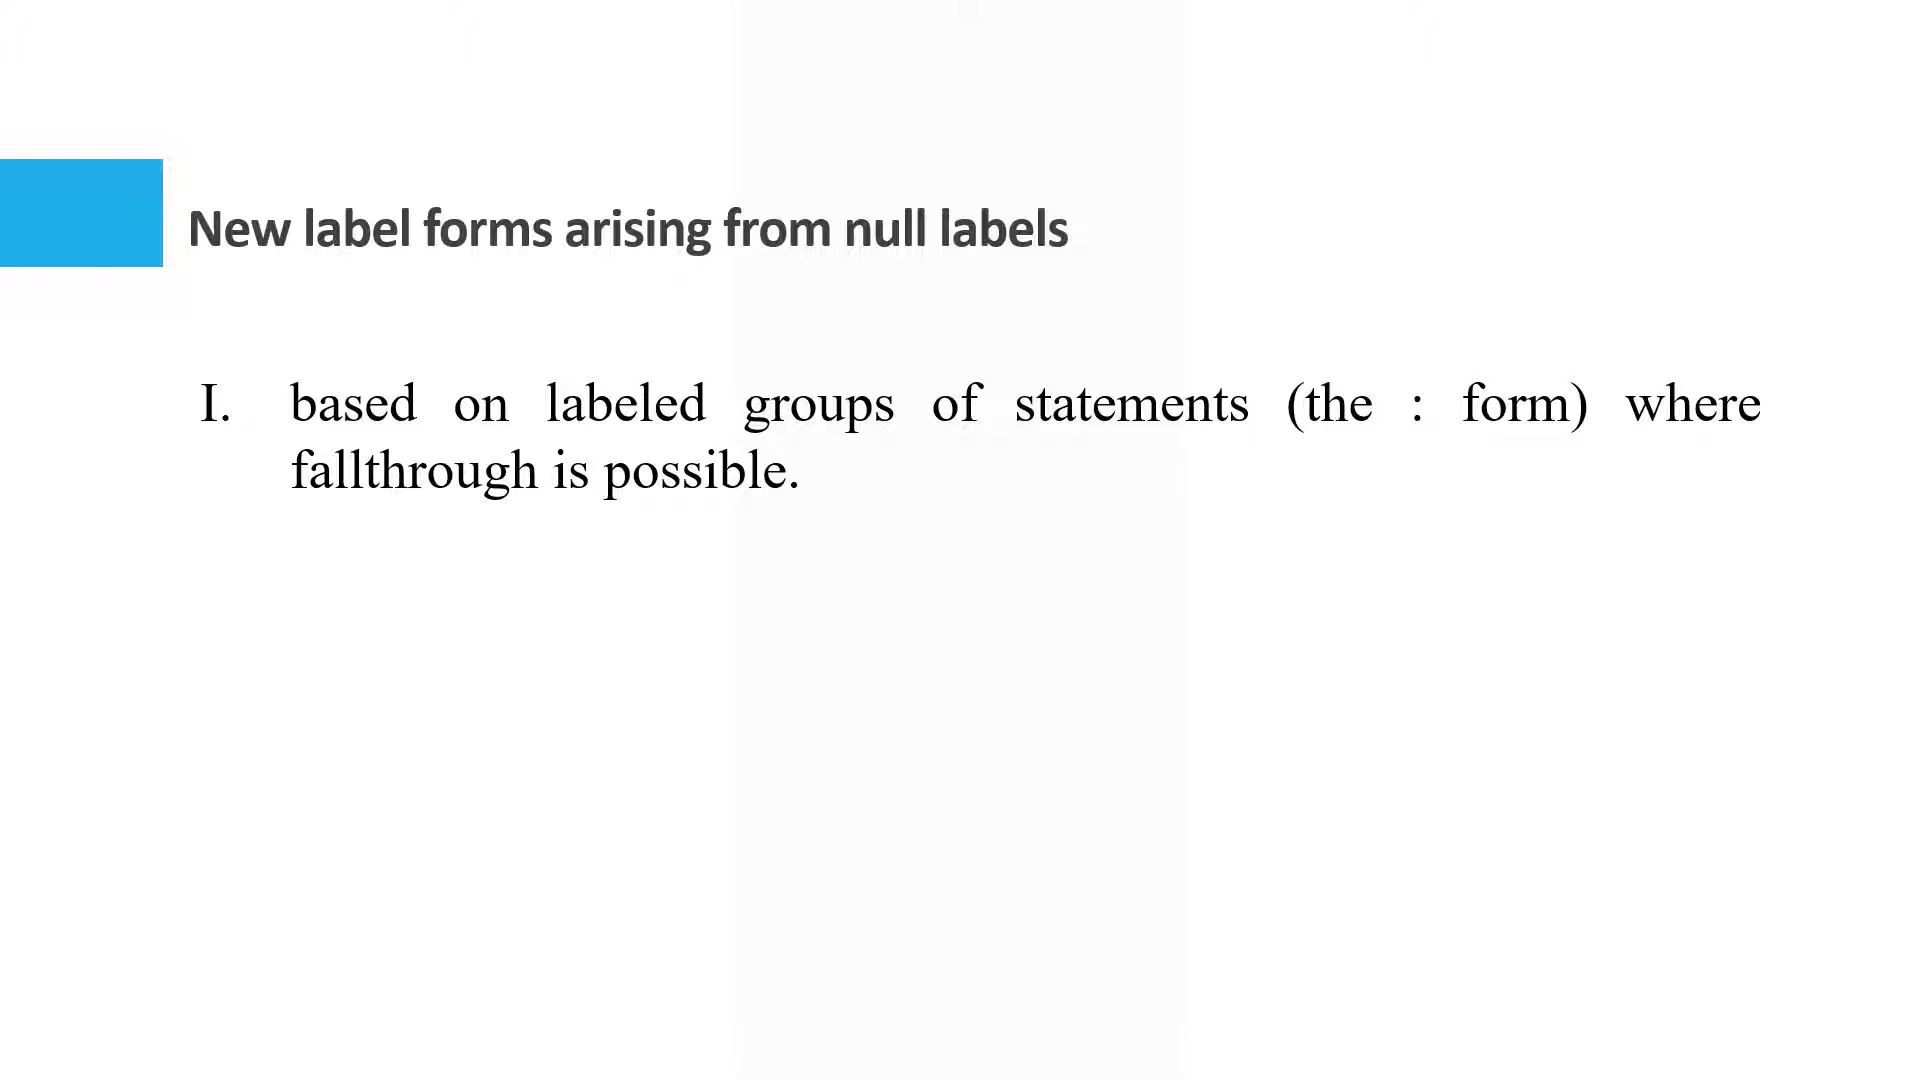 New label forms arising from null labels
I. based on labeled groups of statements (the : form) where
fallthrough is possible.